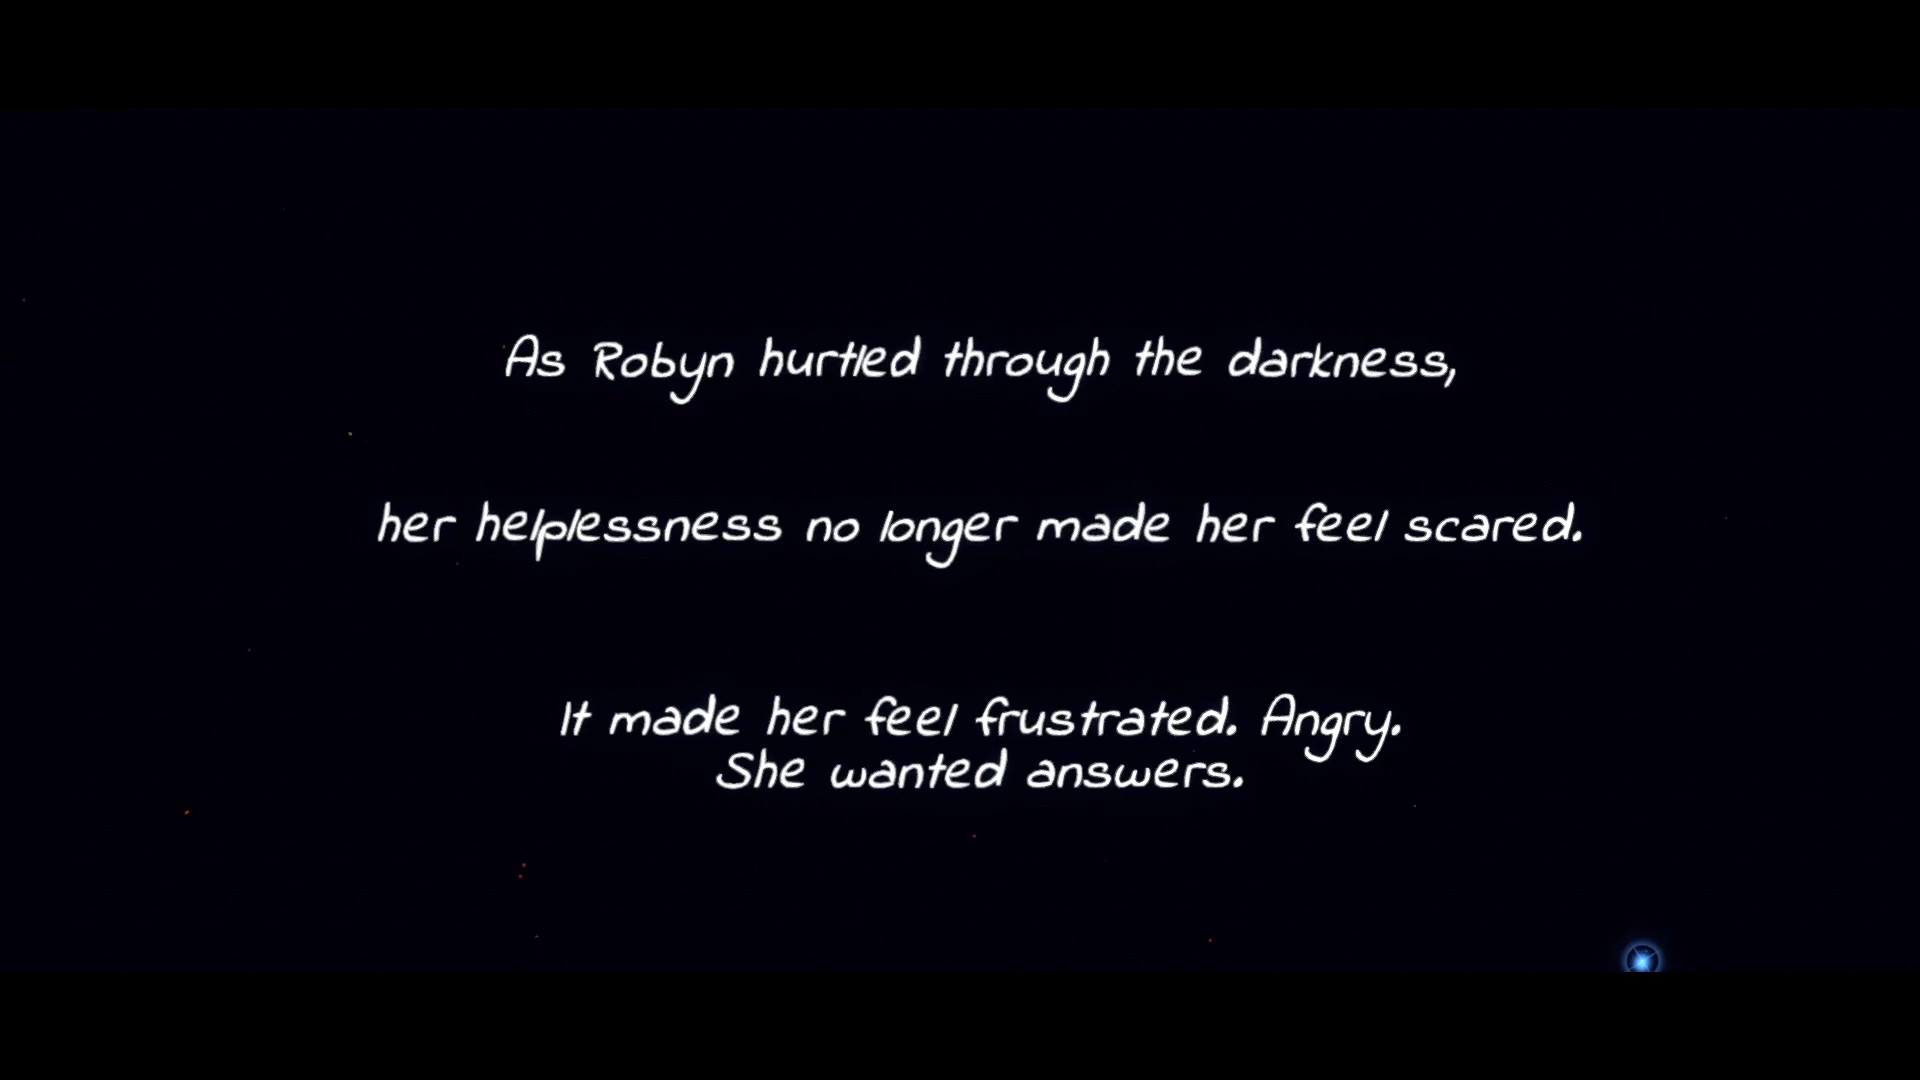 As Robyn hurtled through the darkness,
her helplessness no longer made her feel scared.
It made her feel frustrated. Angry.
She wanted answers.